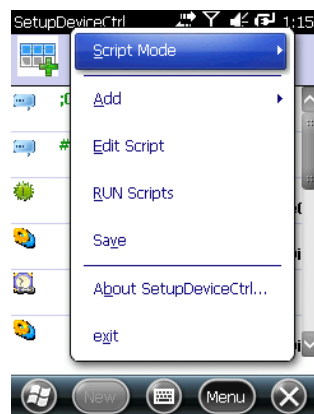 SetupDeviceCtrl 1:15
Script Mode
Add
Edit Script
RUN Scripts
Save
About SetupDeviceCtrl...
exit
New Menu